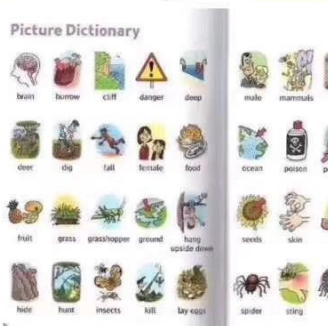 Picture Dictionary
brain burrow cliff danger deep
male mammals
deer dig fall female food
ocean poison
fruit grass grasshopper ground hang upside down
seeds skin
hide hunt insects kill lay eggs
spider sting